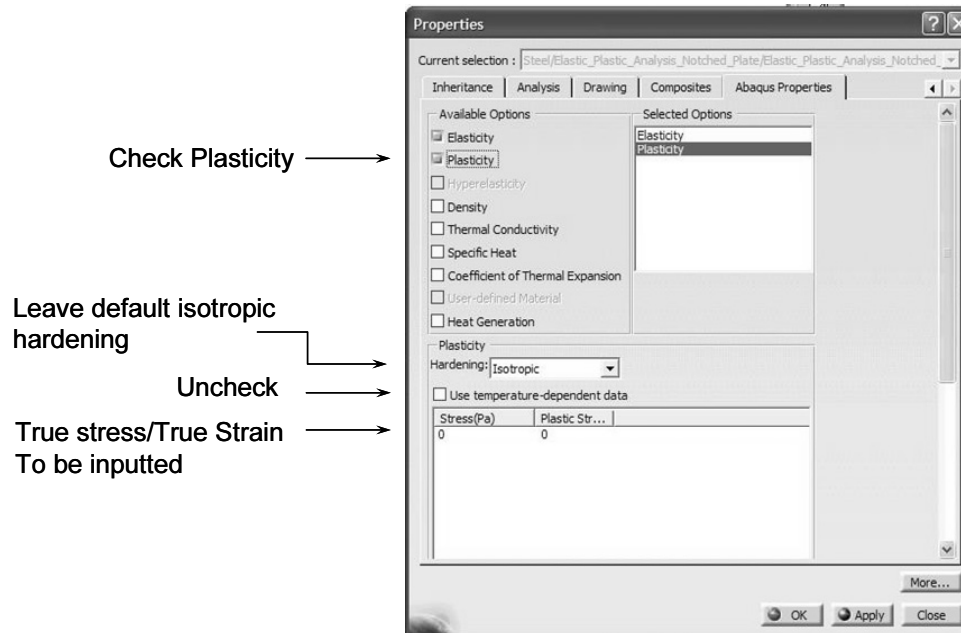 Properties
Current selection : Steel/Elastic_Plastic_Analysis_Notched_Plate/Elastic_Plastic_Analysis_Notched_
Inheritance Analysis Drawing Composites Abaqus Properties
Available Options Selected Options
Elasticity Elasticity
Plasticity Plasticity
Hyperelasticity
Density
Thermal Conductivity
Specific Heat
Coefficient of Thermal Expansion
User-defined Material
Heat Generation
Plasticity
Hardening: Isotropic
Use temperature-dependent data
Stress(Pa) Plastic Str...
0 0
More...
OK Apply Close
Check Plasticity
Leave default isotropic
hardening
Uncheck
True stress/True Strain
To be inputted